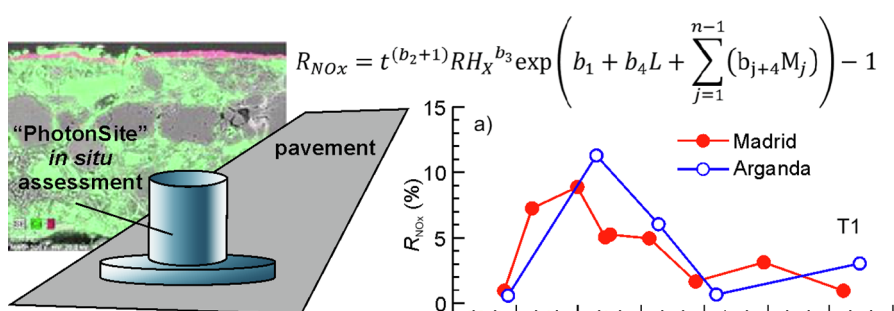 R_NOx = t^(b₂+1) RH_X^b₃ exp(b₁ + b₄L + ∑_{j=1}^{n−1}(b_{j+4}M_j)) − 1
"PhotonSite"
in situ
assessment
pavement
a)
Madrid
Arganda
T1
R_NOx (%)
15
10
5
0